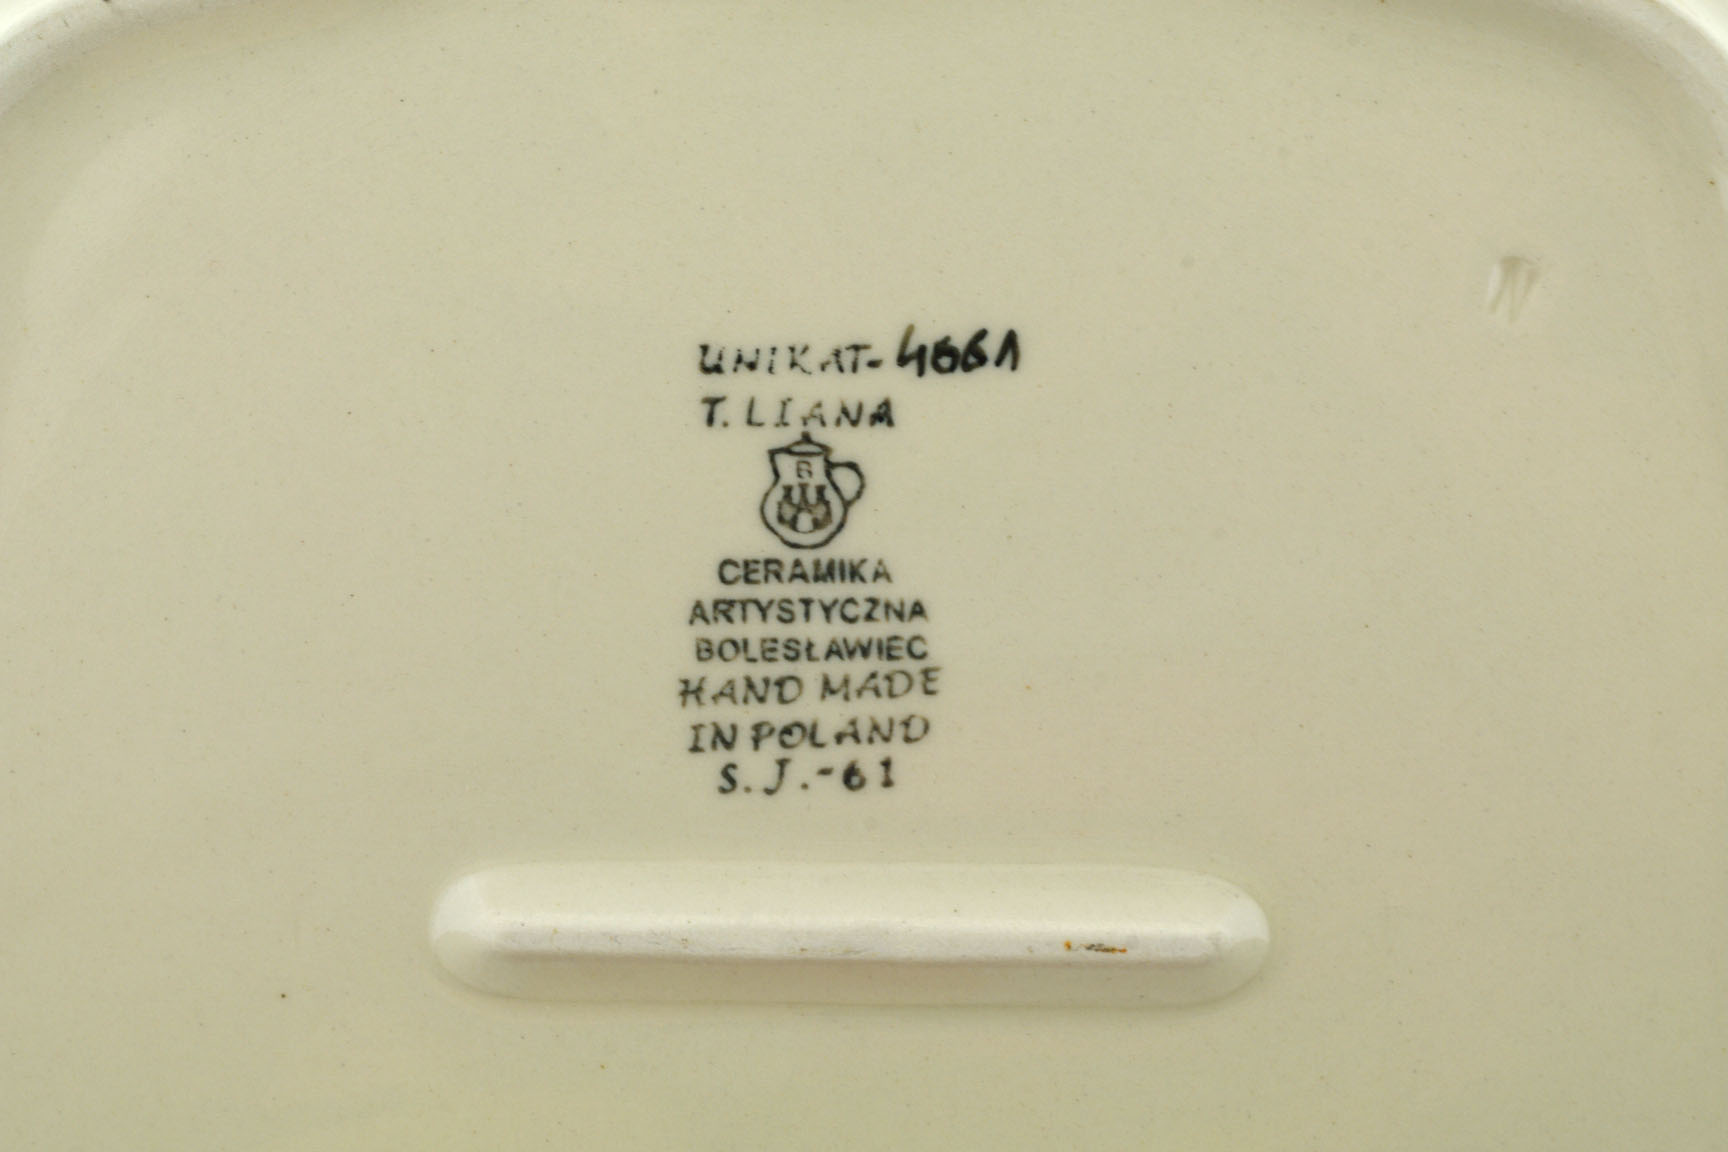 UNIKAT-4661
T. LIANA
B
CERAMIKA
ARTYSTYCZNA
BOLESŁAWIEC
HAND MADE
IN POLAND
S.J.-61